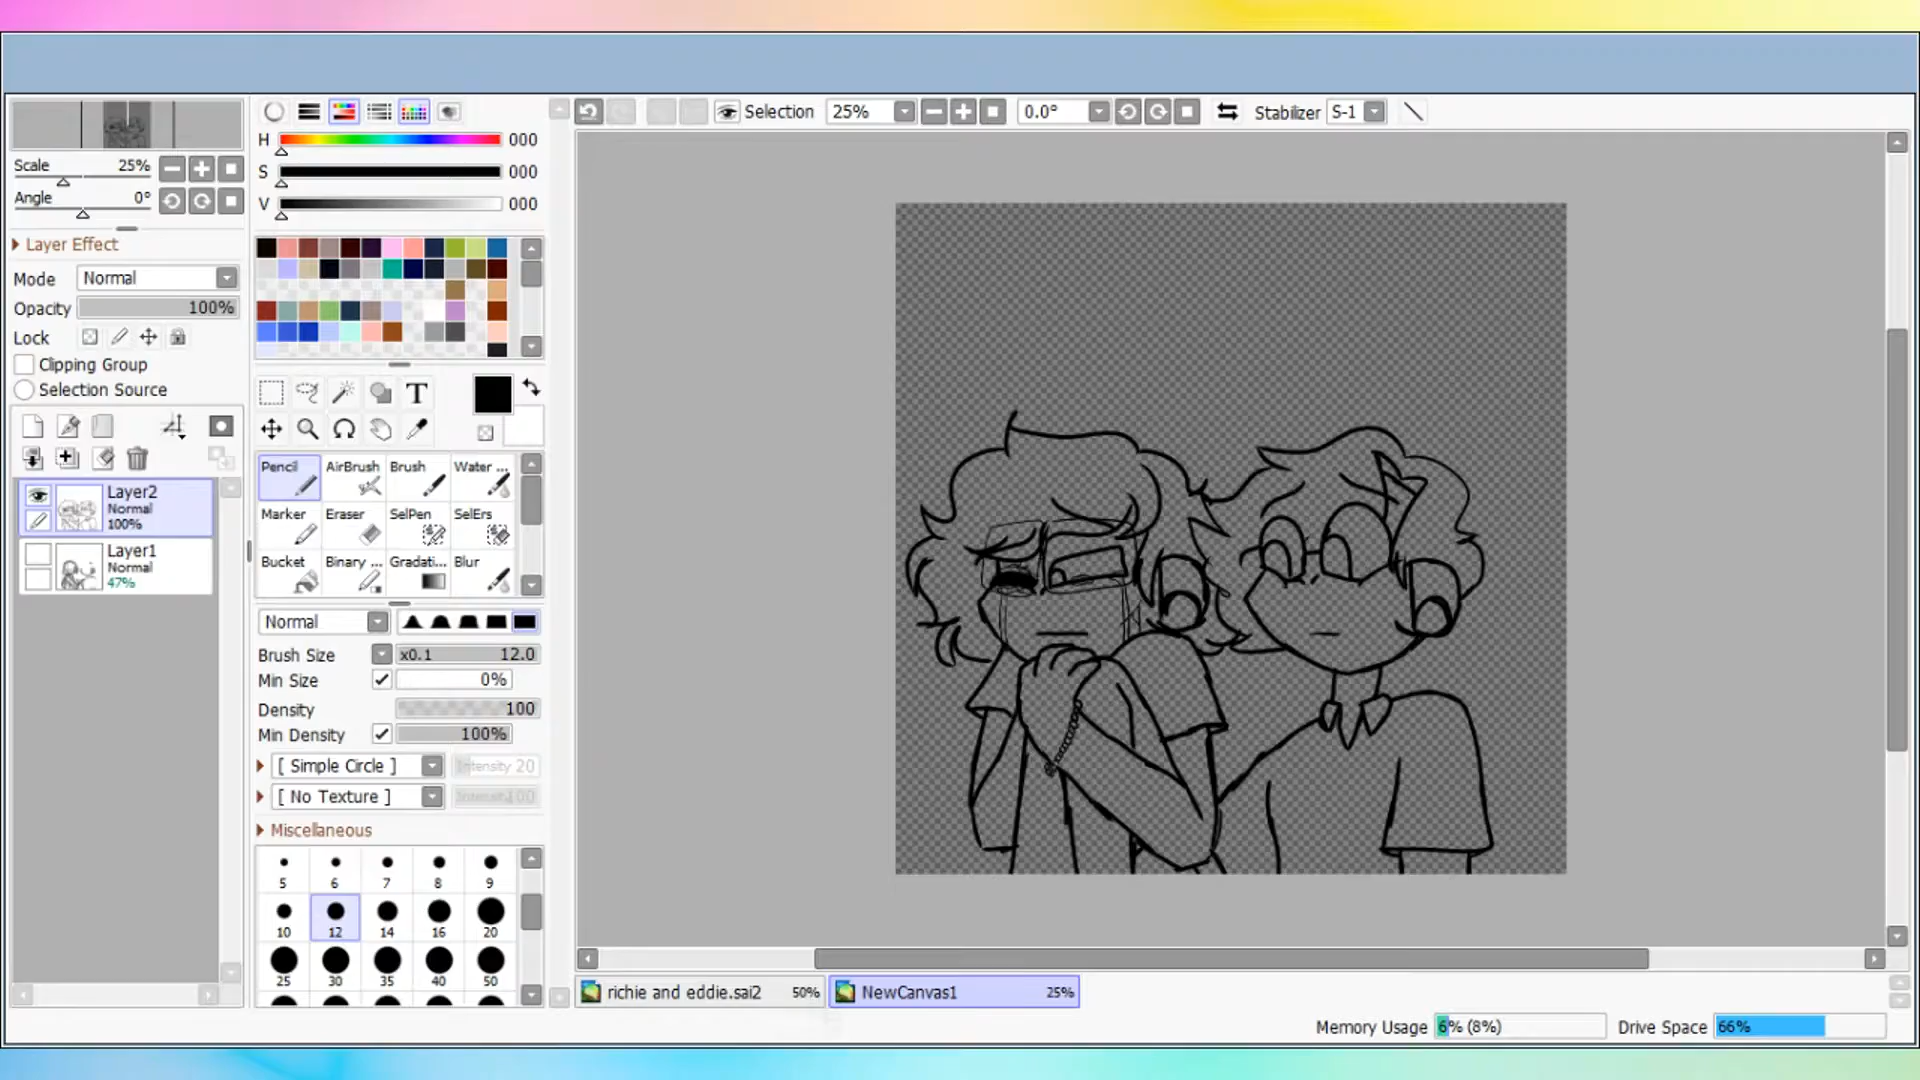 Selection 25% 0.0° Stabilizer S-1
Scale 25%
Angle 0°
Layer Effect
Mode Normal
Opacity 100%
Lock
Clipping Group
Selection Source
Layer2
Normal
100%
Layer1
Normal
47%
H 000
S 000
V 000
T
Pencil AirBrush Brush Water ...
Marker Eraser SelPen SelErs
Bucket Binary ... Gradati... Blur
Normal
Brush Size x0.1 12.0
Min Size 0%
Density 100
Min Density 100%
[ Simple Circle ] Intensity 20
[ No Texture ]
Miscellaneous
5 6 7 8 9
10 12 14 16 20
25 30 35 40 50
richie and eddie.sai2 50% NewCanvas1 25%
Memory Usage 6% (8%) Drive Space 66%